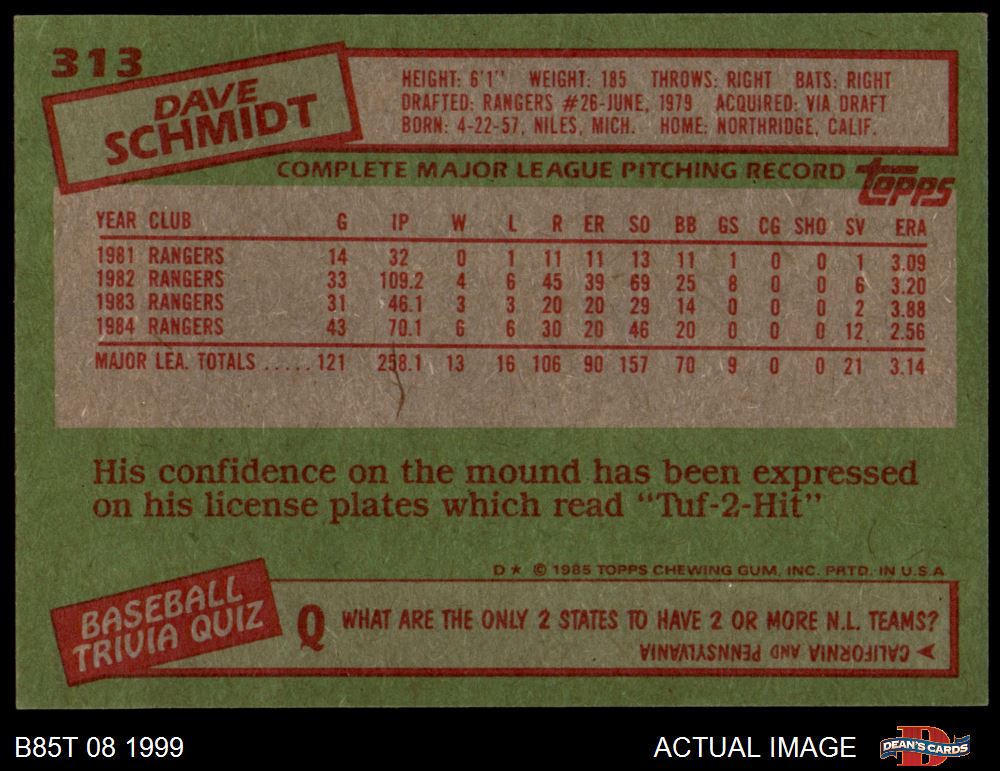 313
DAVE
SCHMIDT
HEIGHT: 6'1" WEIGHT: 185 THROWS: RIGHT BATS: RIGHT
DRAFTED: RANGERS #26-JUNE, 1979 ACQUIRED: VIA DRAFT
BORN: 4-22-57, NILES, MICH. HOME: NORTHRIDGE, CALIF.
COMPLETE MAJOR LEAGUE PITCHING RECORD topps
YEAR CLUB G IP W L R ER SO BB GS CG SHO SV ERA
1981 RANGERS 14 32 0 1 11 11 13 11 1 0 0 1 3.09
1982 RANGERS 33 109.2 4 6 45 39 69 25 8 0 0 6 3.20
1983 RANGERS 31 46.1 3 3 20 20 29 14 0 0 0 2 3.88
1984 RANGERS 43 70.1 6 6 30 20 46 20 0 0 0 12 2.56
MAJOR LEA. TOTALS ..... 121 258.1 13 16 106 90 157 70 9 0 0 21 3.14
His confidence on the mound has been expressed
on his license plates which read "Tuf-2-Hit"
D★ © 1985 TOPPS CHEWING GUM, INC. PRTD. IN U.S.A.
BASEBALL
TRIVIA QUIZ
Q WHAT ARE THE ONLY 2 STATES TO HAVE 2 OR MORE N.L. TEAMS?
➤ CALIFORNIA AND PENNSYLVANIA
B85T 08 1999
ACTUAL IMAGE
D
DEAN'S CARDS